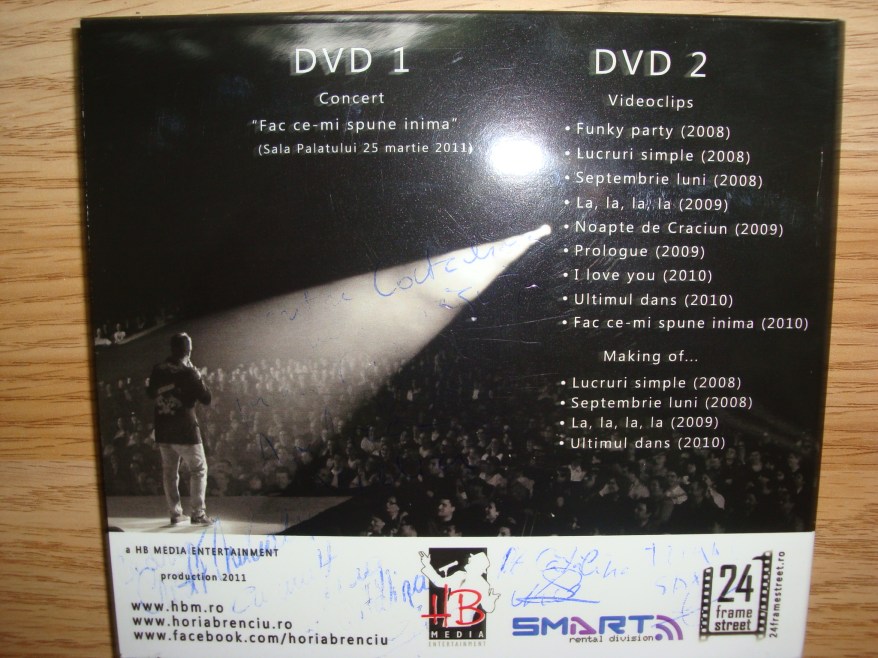 DVD 1
Concert
"Fac ce-mi spune inima"
(Sala Palatului 25 martie 2011)
DVD 2
Videoclips
• Funky party (2008)
• Lucruri simple (2008)
• Septembrie luni (2008)
• La, la, la, la (2009)
• Noapte de Craciun (2009)
• Prologue (2009)
• I love you (2010)
• Ultimul dans (2010)
• Fac ce-mi spune inima (2010)
Making of...
• Lucruri simple (2008)
• Septembrie luni (2008)
• La, la, la, la (2009)
• Ultimul dans (2010)
a HB MEDIA ENTERTAINMENT
production 2011
www.hbm.ro
www.horiabrenciu.ro
www.facebook.com/horiabrenciu
HB
MEDIA
ENTERTAINMENT
SMART
rental division
24
frame
street
24framestreet.ro